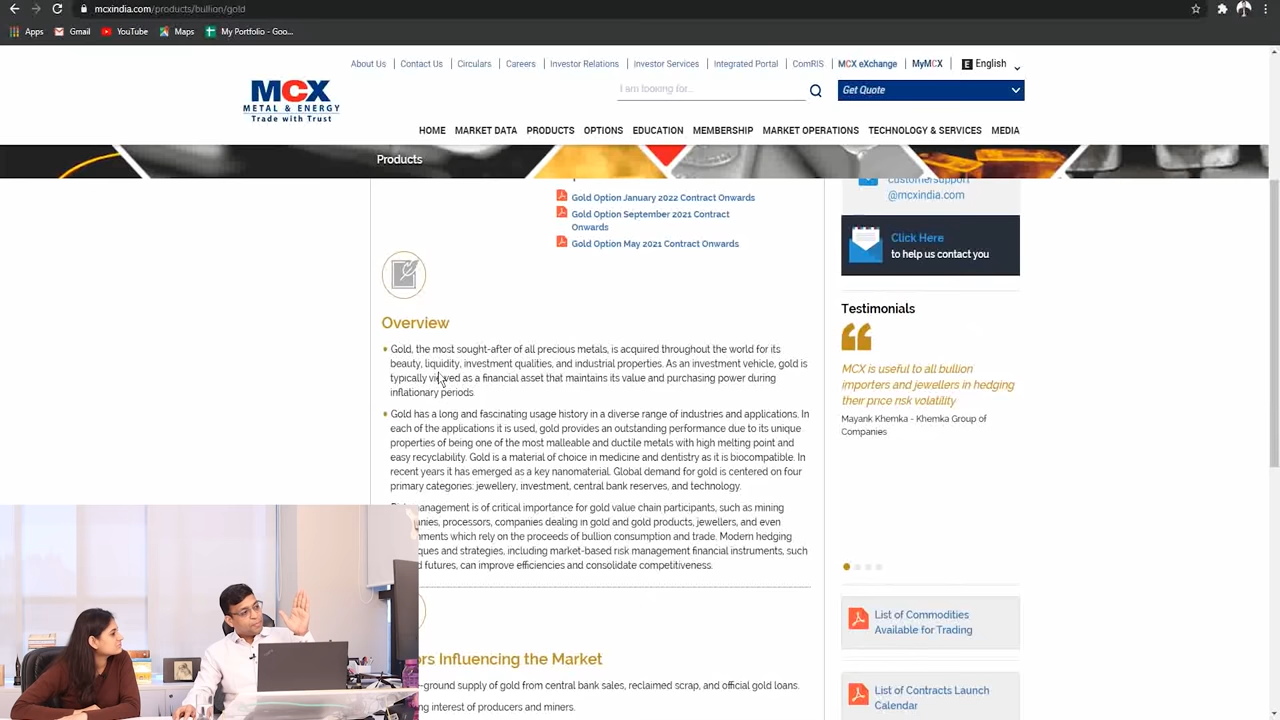 mcxindia.com/products/bullion/gold
Apps Gmail YouTube Maps My Portfolio - Goo...
About Us Contact Us Circulars Careers Investor Relations Investor Services Integrated Portal ComRIS MCX eXchange MyMCX E English
MCX
METAL & ENERGY
Trade with Trust
I am looking for...
Get Quote
HOME MARKET DATA PRODUCTS OPTIONS EDUCATION MEMBERSHIP MARKET OPERATIONS TECHNOLOGY & SERVICES MEDIA
Products
Gold Option January 2022 Contract Onwards
Gold Option September 2021 Contract
Onwards
Gold Option May 2021 Contract Onwards
Overview
Gold, the most sought-after of all precious metals, is acquired throughout the world for its
beauty, liquidity, investment qualities, and industrial properties. As an investment vehicle, gold is
typically viewed as a financial asset that maintains its value and purchasing power during
inflationary periods
Gold has a long and fascinating usage history in a diverse range of industries and applications. In
each of the applications it is used, gold provides an outstanding performance due to its unique
properties of being one of the most malleable and ductile metals with high melting point and
easy recyclability. Gold is a material of choice in medicine and dentistry as it is biocompatible. In
recent years it has emerged as a key nanomaterial. Global demand for gold is centered on four
primary categories: jewellery, investment, central bank reserves, and technology.
management is of critical importance for gold value chain participants, such as mining
anies, processors, companies dealing in gold and gold products, jewellers, and even
nments which rely on the proceeds of bullion consumption and trade. Modern hedging
iques and strategies, including market-based risk management financial instruments, such
d futures, can improve efficiencies and consolidate competitiveness.
ors Influencing the Market
-ground supply of gold from central bank sales, reclaimed scrap, and official gold loans.
ng interest of producers and miners.
customersupport
@mcxindia.com
Click Here
to help us contact you
Testimonials
MCX is useful to all bullion
importers and jewellers in hedging
their price risk volatility
Mayank Khemka - Khemka Group of
Companies
List of Commodities
Available for Trading
List of Contracts Launch
Calendar